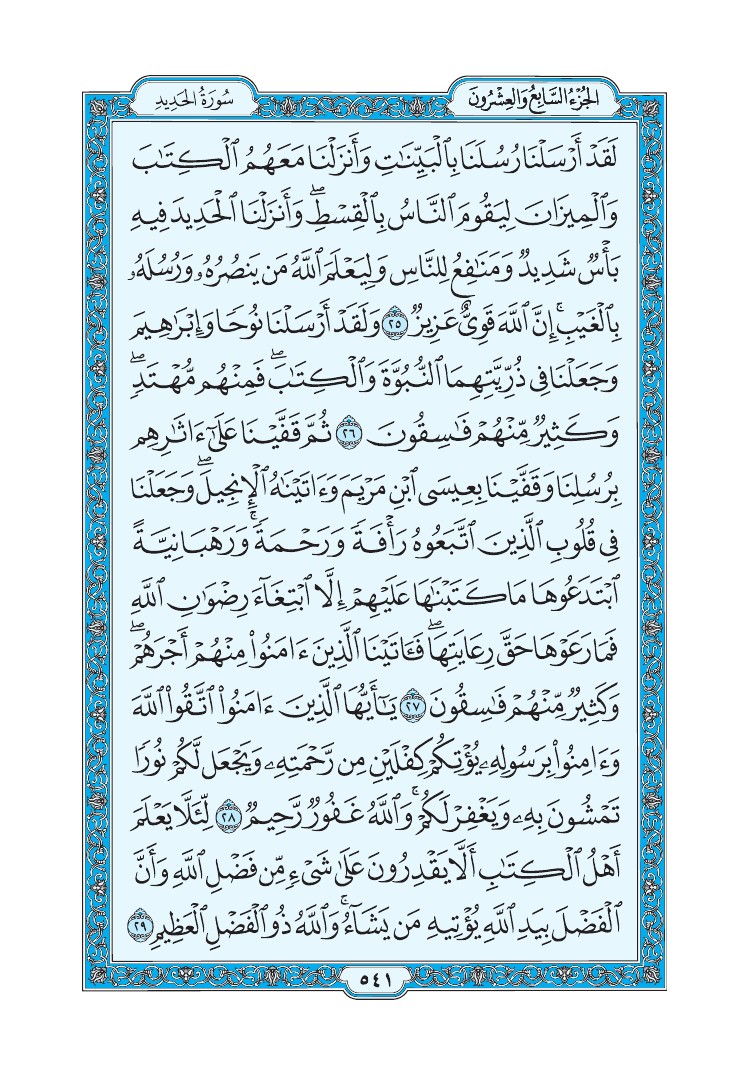 الجُزْءُ السَّابِعُ وَالعِشْرُونَ
سُورَةُ الحَدِيدِ
لَقَدْ أَرْسَلْنَا رُسُلَنَا بِٱلْبَيِّنَٰتِ وَأَنزَلْنَا مَعَهُمُ ٱلْكِتَٰبَ
وَٱلْمِيزَانَ لِيَقُومَ ٱلنَّاسُ بِٱلْقِسْطِۖ وَأَنزَلْنَا ٱلْحَدِيدَ فِيهِ
بَأْسٌ شَدِيدٌ وَمَنَٰفِعُ لِلنَّاسِ وَلِيَعْلَمَ ٱللَّهُ مَن يَنصُرُهُۥ وَرُسُلَهُۥ
بِٱلْغَيْبِۚ إِنَّ ٱللَّهَ قَوِىٌّ عَزِيزٌ ٢٥ وَلَقَدْ أَرْسَلْنَا نُوحًا وَإِبْرَٰهِيمَ
وَجَعَلْنَا فِى ذُرِّيَّتِهِمَا ٱلنُّبُوَّةَ وَٱلْكِتَٰبَۖ فَمِنْهُم مُّهْتَدٍۖ
وَكَثِيرٌ مِّنْهُمْ فَٰسِقُونَ ٢٦ ثُمَّ قَفَّيْنَا عَلَىٰٓ ءَاثَٰرِهِم
بِرُسُلِنَا وَقَفَّيْنَا بِعِيسَى ٱبْنِ مَرْيَمَ وَءَاتَيْنَٰهُ ٱلْإِنجِيلَۖ وَجَعَلْنَا
فِى قُلُوبِ ٱلَّذِينَ ٱتَّبَعُوهُ رَأْفَةً وَرَحْمَةًۚ وَرَهْبَانِيَّةً
ٱبْتَدَعُوهَا مَا كَتَبْنَٰهَا عَلَيْهِمْ إِلَّا ٱبْتِغَآءَ رِضْوَٰنِ ٱللَّهِ
فَمَا رَعَوْهَا حَقَّ رِعَايَتِهَاۖ فَـَٔاتَيْنَا ٱلَّذِينَ ءَامَنُوا۟ مِنْهُمْ أَجْرَهُمْۖ
وَكَثِيرٌ مِّنْهُمْ فَٰسِقُونَ ٢٧ يَٰٓأَيُّهَا ٱلَّذِينَ ءَامَنُوا۟ ٱتَّقُوا۟ ٱللَّهَ
وَءَامِنُوا۟ بِرَسُولِهِۦ يُؤْتِكُمْ كِفْلَيْنِ مِن رَّحْمَتِهِۦ وَيَجْعَل لَّكُمْ نُورًا
تَمْشُونَ بِهِۦ وَيَغْفِرْ لَكُمْۚ وَٱللَّهُ غَفُورٌ رَّحِيمٌ ٢٨ لِّئَلَّا يَعْلَمَ
أَهْلُ ٱلْكِتَٰبِ أَلَّا يَقْدِرُونَ عَلَىٰ شَىْءٍ مِّن فَضْلِ ٱللَّهِ وَأَنَّ
ٱلْفَضْلَ بِيَدِ ٱللَّهِ يُؤْتِيهِ مَن يَشَآءُۚ وَٱللَّهُ ذُو ٱلْفَضْلِ ٱلْعَظِيمِ ٢٩
٥٤١